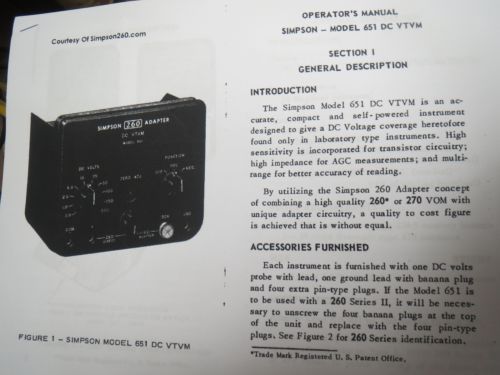 Courtesy Of Simpson260.com
SIMPSON 260 ADAPTER
DC VTVM
DC VOLTS
FUNCTION
ZERO ADJ
FIGURE 1 - SIMPSON MODEL 651 DC VTVM
OPERATOR'S MANUAL
SIMPSON - MODEL 651 DC VTVM
SECTION I
GENERAL DESCRIPTION
INTRODUCTION
The Simpson Model 651 DC VTVM is an ac-
curate, compact and self-powered instrument
designed to give a DC Voltage coverage heretofore
found only in laboratory type instruments. High
sensitivity is incorporated for transistor circuitry;
high impedance for AGC measurements; and multi-
range for better accuracy of reading.
By utilizing the Simpson 260 Adapter concept
of combining a high quality 260* or 270 VOM with
unique adapter circuitry, a quality to cost figure
is achieved that is without equal.
ACCESSORIES FURNISHED
Each instrument is furnished with one DC volts
probe with lead, one ground lead with banana plug
and four extra pin-type plugs. If the Model 651 is
to be used with a 260 Series II, it will be neces-
sary to unscrew the four banana plugs at the top
of the unit and replace with the four pin-type
plugs. See Figure 2 for 260 Series identification.
*Trade Mark Registered U. S. Patent Office.